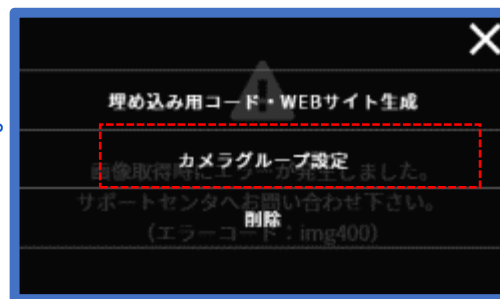 埋め込み用コード・WEBサイト生成
カメラグループ設定
画像取得時にエラーが発生しました。
サポートセンタへお問い合わせ下さい。
削除
(エラーコード：img400)